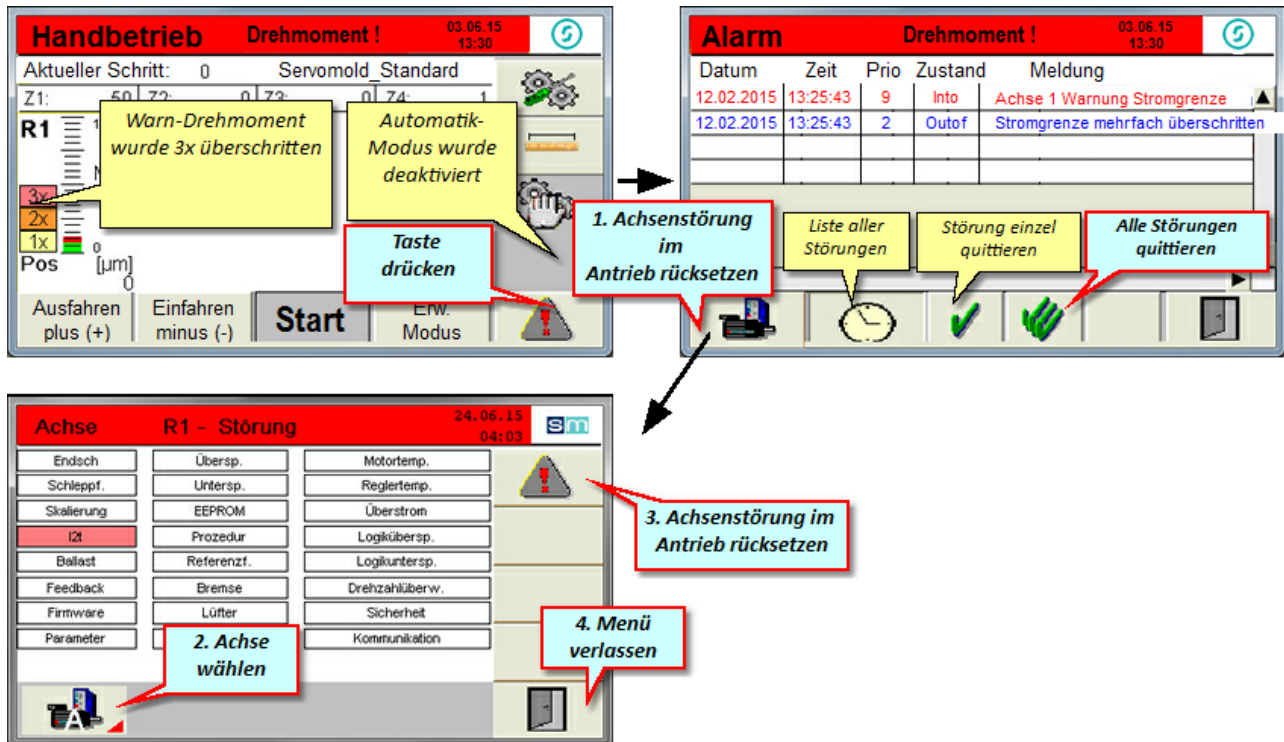 Handbetrieb Drehmoment ! 03.06.15 13:30
Aktueller Schritt: 0 Servomold_Standard
Z1: 50 Z2: 0 Z3: 0 Z4: 1
R1
Warn-Drehmoment
wurde 3x überschritten
Automatik-
Modus wurde
deaktiviert
3x
2x
1x
0
Pos [µm]
0
Taste
drücken
Ausfahren
plus (+)
Einfahren
minus (-)
Start
Erw.
Modus
Alarm Drehmoment ! 03.06.15 13:30
Datum Zeit Prio Zustand Meldung
12.02.2015 13:25:43 9 Into Achse 1 Warnung Stromgrenze
12.02.2015 13:25:43 2 Outof Stromgrenze mehrfach überschritten
1. Achsenstörung
im
Antrieb rücksetzen
Liste aller
Störungen
Störung einzel
quittieren
Alle Störungen
quittieren
Achse R1 - Störung 24.06.15 04:03 sm
Endsch Übersp. Motortemp.
Schleppf. Untersp. Reglertemp.
Skalierung EEPROM Überstrom
I2t Prozedur Logikübersp.
Ballast Referenzf. Logikuntersp.
Feedback Bremse Drehzahlüberw.
Firmware Lüfter Sicherheit
Parameter Kommunikation
2. Achse
wählen
A
3. Achsenstörung im
Antrieb rücksetzen
4. Menü
verlassen